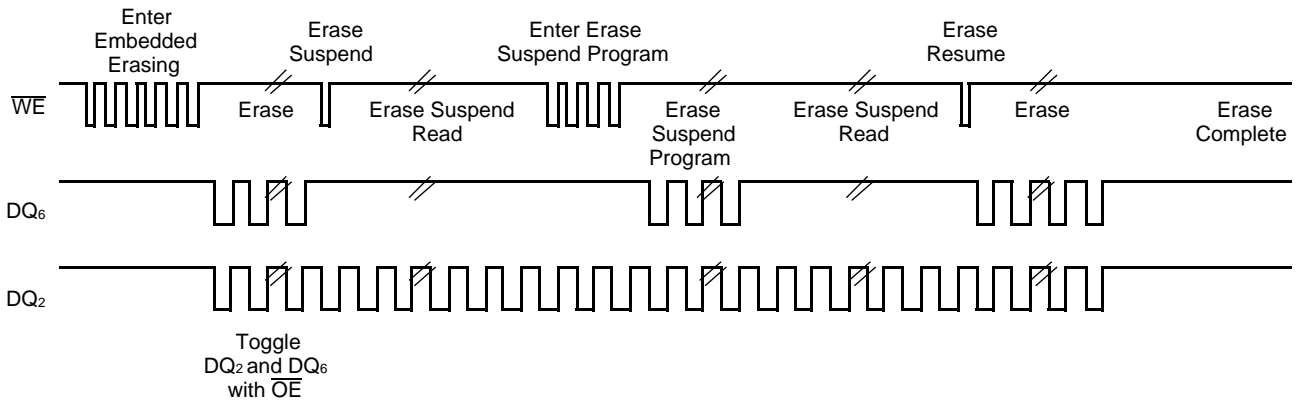 Enter
Embedded
Erasing
Erase
Suspend
Enter Erase
Suspend Program
Erase
Resume
WE
Erase
Erase Suspend
Read
Erase
Suspend
Program
Erase Suspend
Read
Erase
Erase
Complete
DQ6
DQ2
Toggle
DQ2 and DQ6
with OE